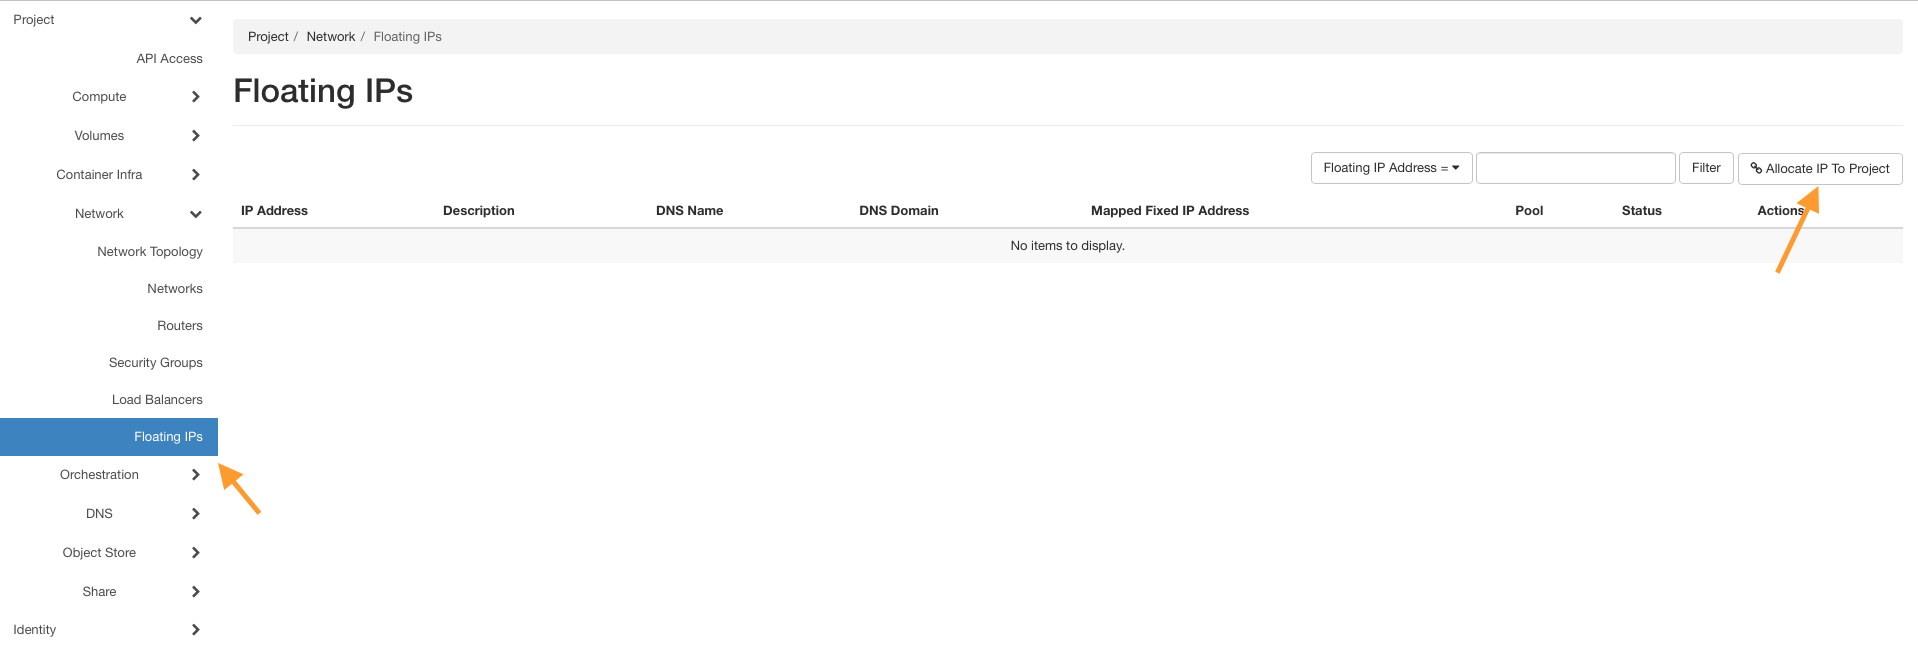 Project
API Access
Compute
Volumes
Container Infra
Network
Network Topology
Networks
Routers
Security Groups
Load Balancers
Floating IPs
Orchestration
DNS
Object Store
Share
Identity
Project / Network / Floating IPs
Floating IPs
Floating IP Address = Filter Allocate IP To Project
IP Address Description DNS Name DNS Domain Mapped Fixed IP Address Pool Status Actions
No items to display.